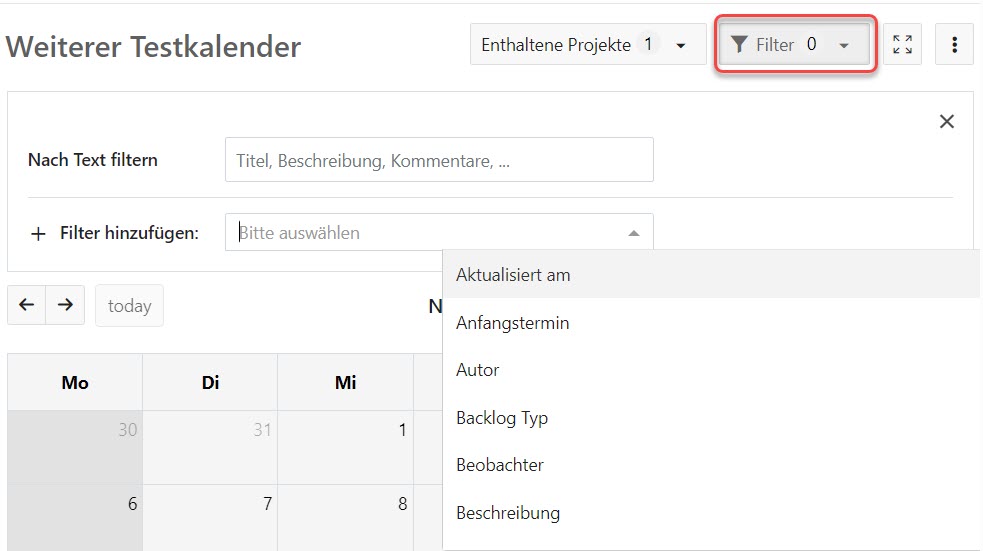 Weiterer Testkalender
Enthaltene Projekte 1
Filter 0
Nach Text filtern
Titel, Beschreibung, Kommentare, ...
Filter hinzufügen:
Bitte auswählen
Aktualisiert am
Anfangstermin
Autor
Backlog Typ
Beobachter
Beschreibung
today
N
Mo Di Mi
30 31 1
6 7 8